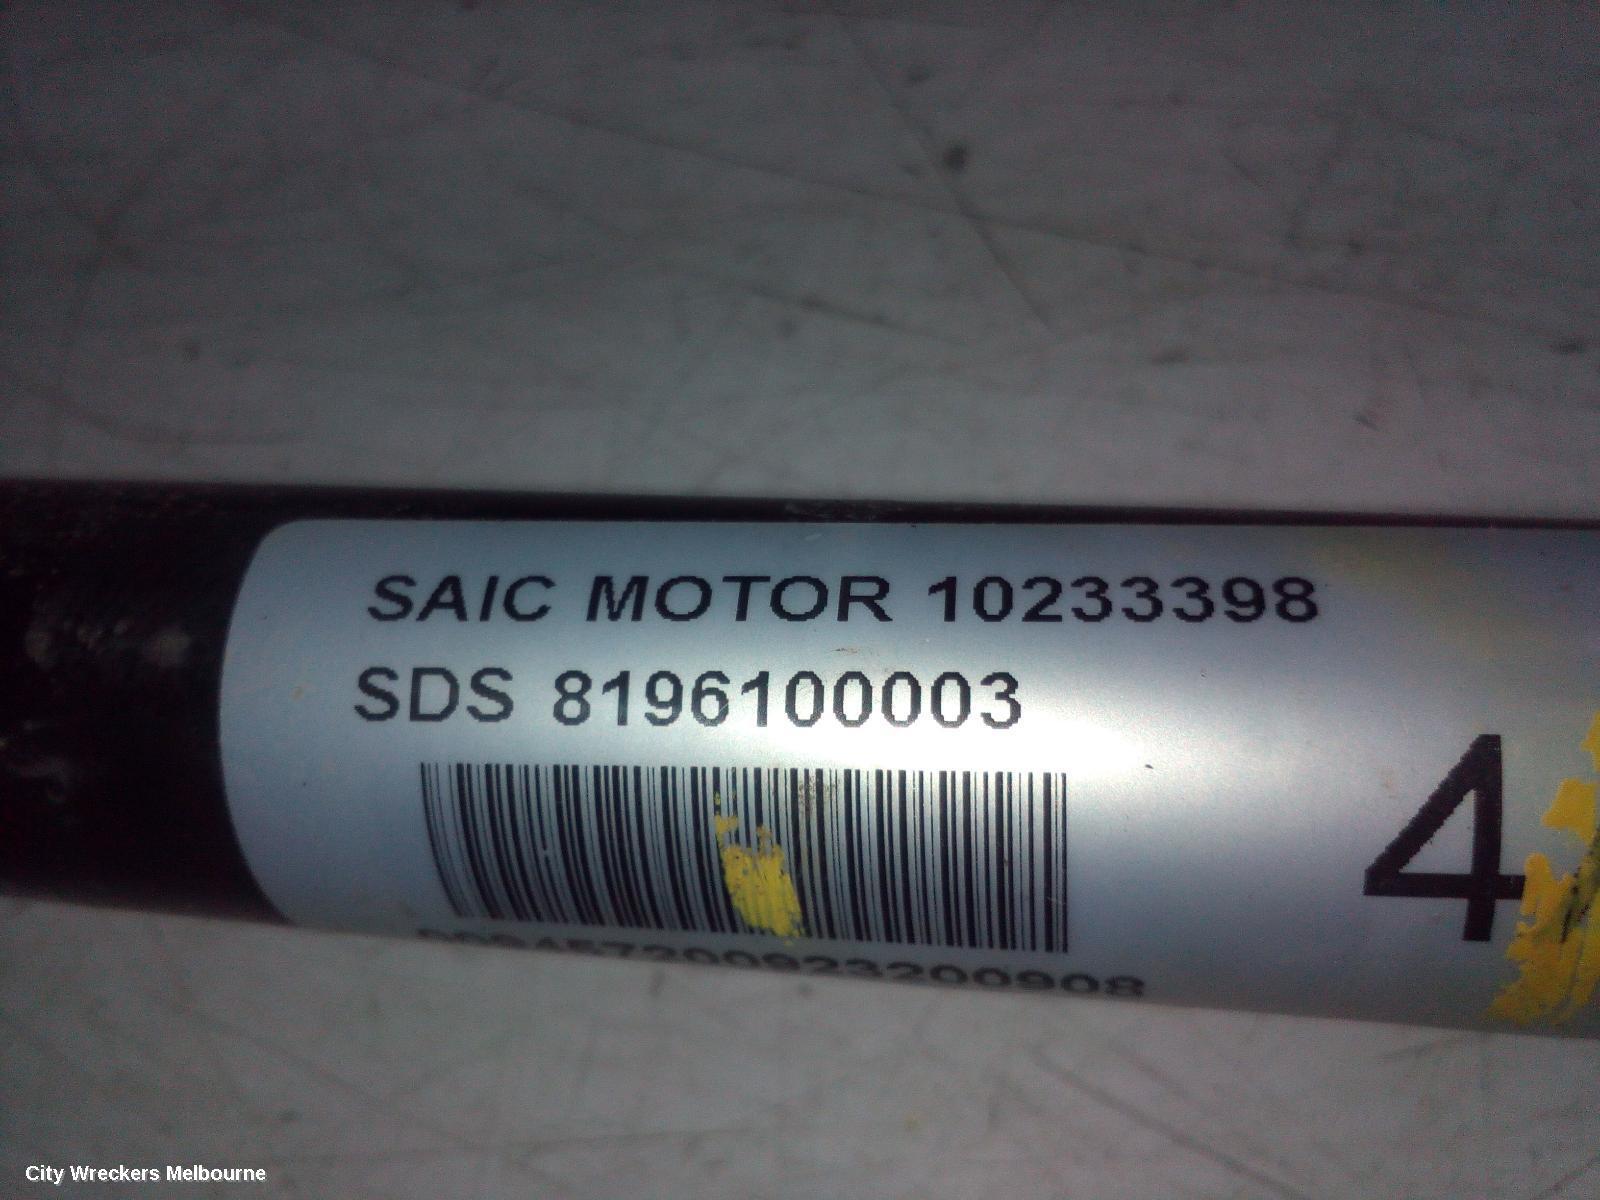 SAIC MOTOR 10233398
SDS 8196100003
4
City Wreckers Melbourne